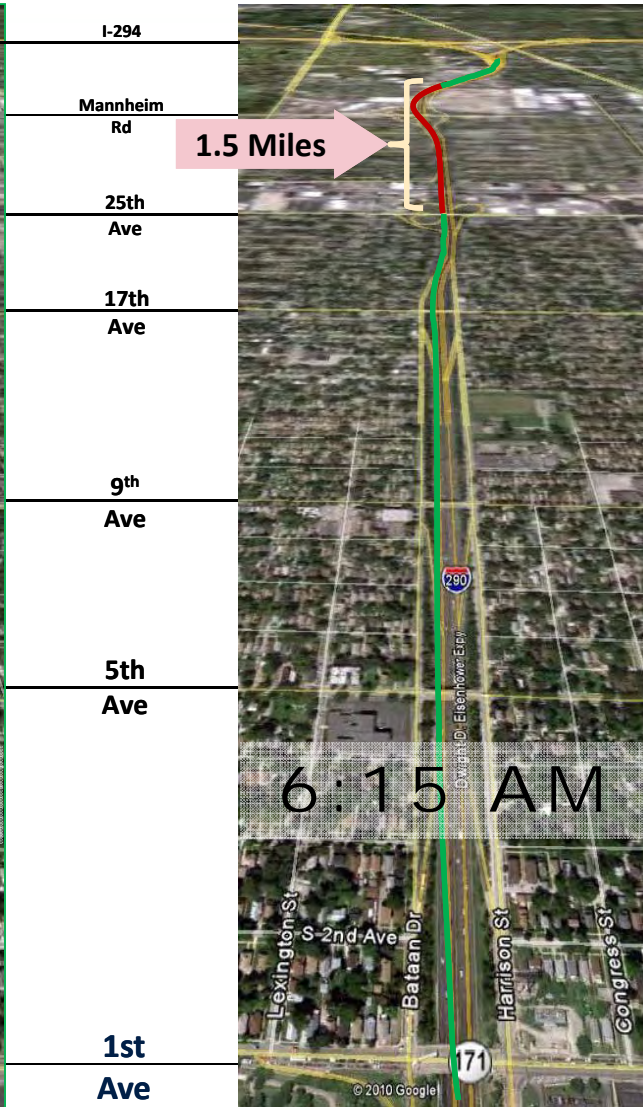 I-294
Mannheim
Rd
1.5 Miles
25th
Ave
17th
Ave
9th
Ave
290
5th
Ave
Dwight D. Eisenhower Expy
6:15 AM
Lexington St
S 2nd Ave
Bataan Dr
Harrison St
Congress St
1st
171
Ave
© 2010 Google